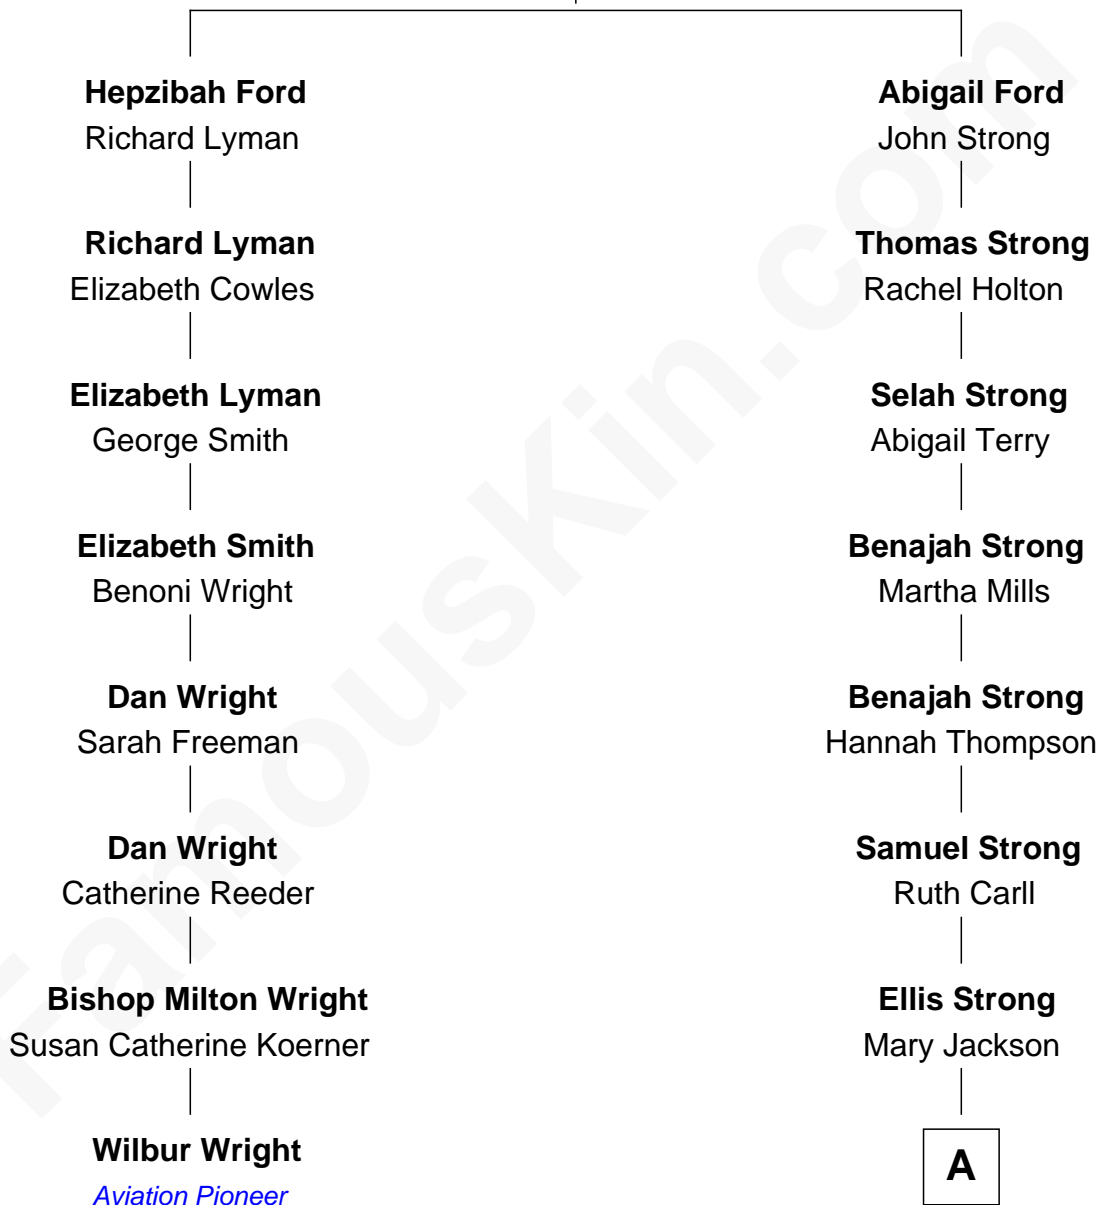 Hepzibah Ford
Richard Lyman
Abigail Ford
John Strong
Richard Lyman
Elizabeth Cowles
Thomas Strong
Rachel Holton
Elizabeth Lyman
George Smith
Selah Strong
Abigail Terry
Elizabeth Smith
Benoni Wright
Benajah Strong
Martha Mills
Dan Wright
Sarah Freeman
Benajah Strong
Hannah Thompson
Dan Wright
Catherine Reeder
Samuel Strong
Ruth Carll
Bishop Milton Wright
Susan Catherine Koerner
Ellis Strong
Mary Jackson
Wilbur Wright
Aviation Pioneer
A
FamousKin.com